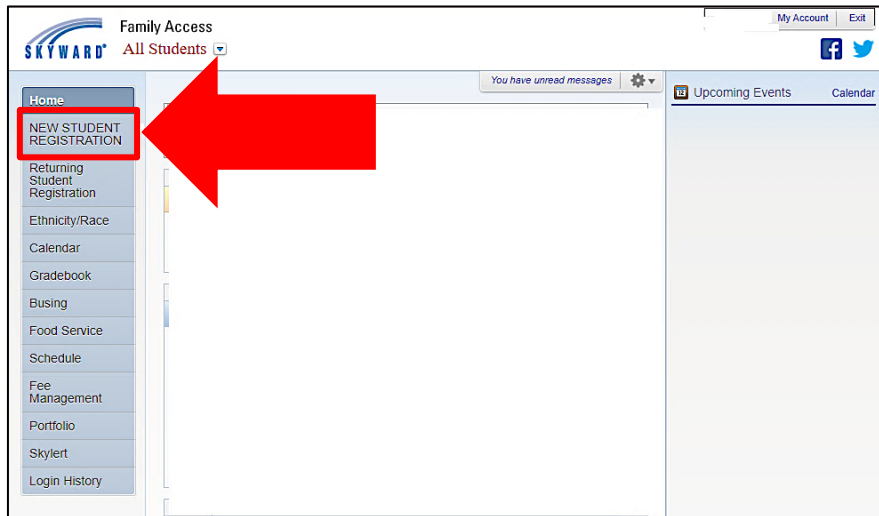 Family Access
My Account Exit
SKYWARD®
All Students
You have unread messages
Home
12 Upcoming Events Calendar
NEW STUDENT
REGISTRATION
Returning
Student
Registration
Ethnicity/Race
Calendar
Gradebook
Busing
Food Service
Schedule
Fee
Management
Portfolio
Skylert
Login History